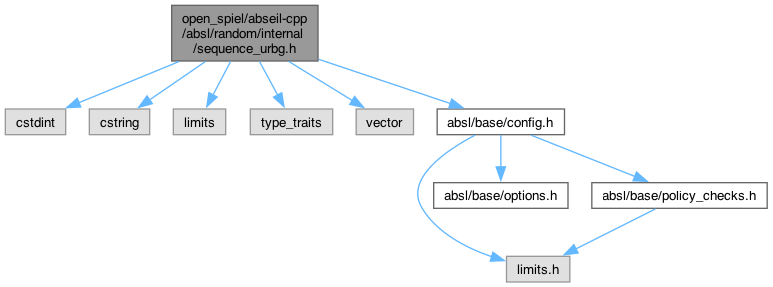 open_spiel/abseil-cpp
/absl/random/internal
/sequence_urbg.h
cstdint
cstring
limits
type_traits
vector
absl/base/config.h
absl/base/options.h
absl/base/policy_checks.h
limits.h